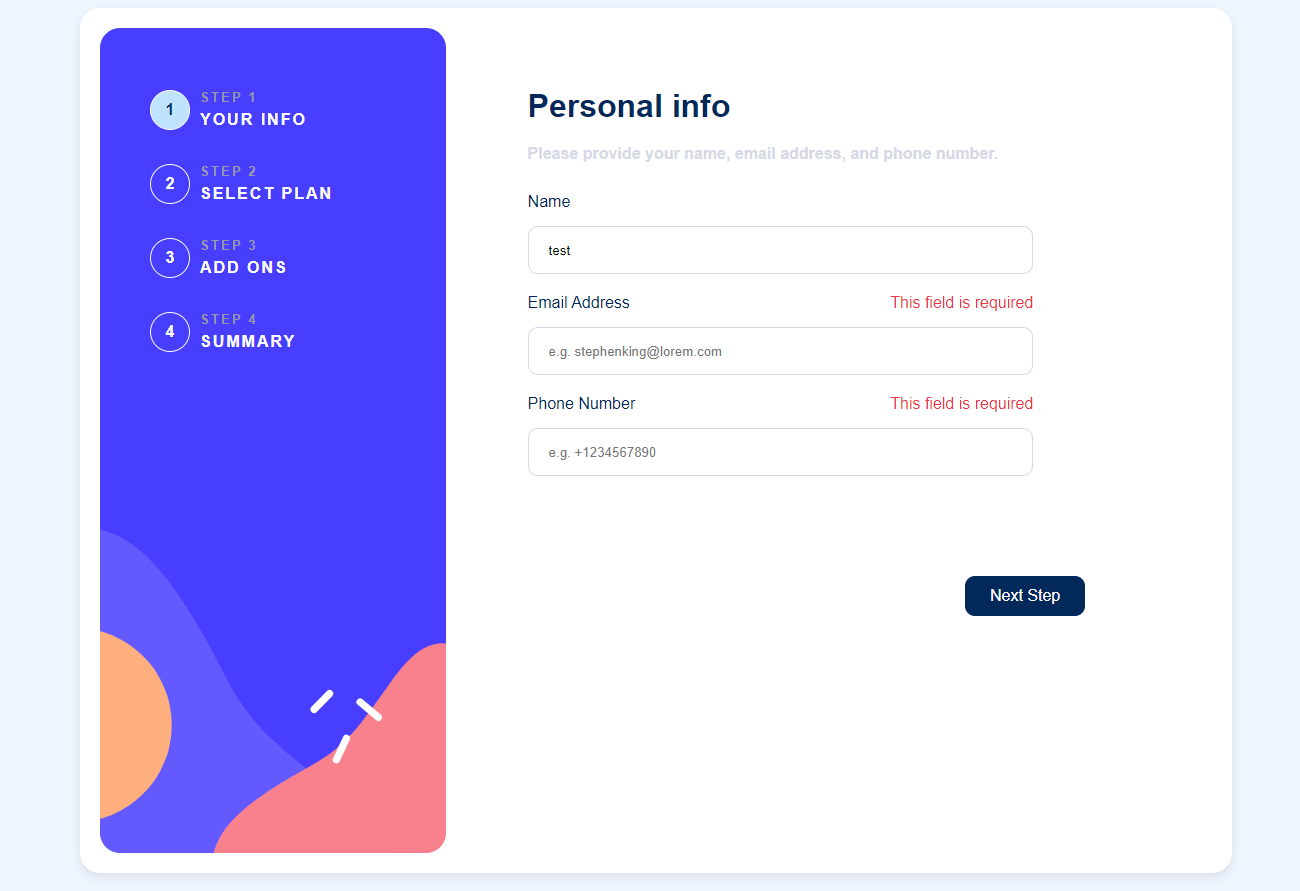 1
STEP 1
YOUR INFO
2
STEP 2
SELECT PLAN
3
STEP 3
ADD ONS
4
STEP 4
SUMMARY
Personal info
Please provide your name, email address, and phone number.
Name
test
Email Address This field is required
e.g. stephenking@lorem.com
Phone Number This field is required
e.g. +1234567890
Next Step